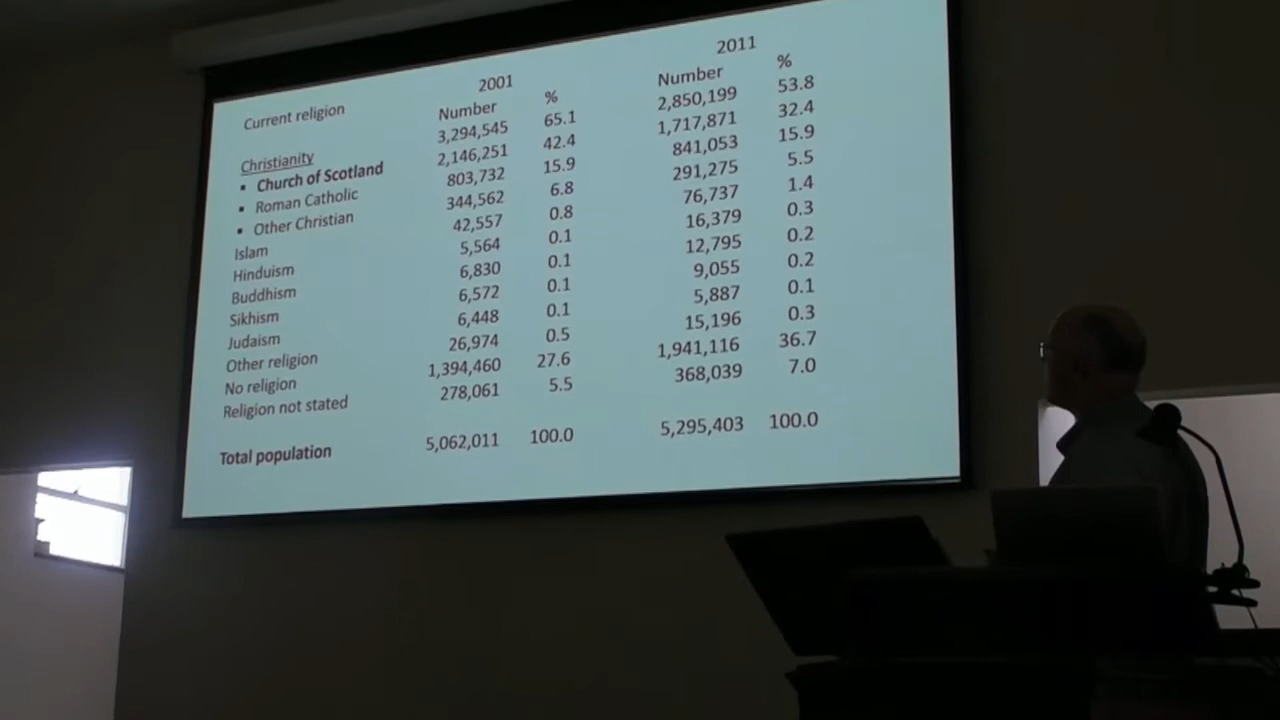 2001 2011
Current religion Number % Number %
Christianity 3,294,545 65.1 2,850,199 53.8
▪ Church of Scotland 2,146,251 42.4 1,717,871 32.4
▪ Roman Catholic 803,732 15.9 841,053 15.9
▪ Other Christian 344,562 6.8 291,275 5.5
Islam 42,557 0.8 76,737 1.4
Hinduism 5,564 0.1 16,379 0.3
Buddhism 6,830 0.1 12,795 0.2
Sikhism 6,572 0.1 9,055 0.2
Judaism 6,448 0.1 5,887 0.1
Other religion 26,974 0.5 15,196 0.3
No religion 1,394,460 27.6 1,941,116 36.7
Religion not stated 278,061 5.5 368,039 7.0
Total population 5,062,011 100.0 5,295,403 100.0